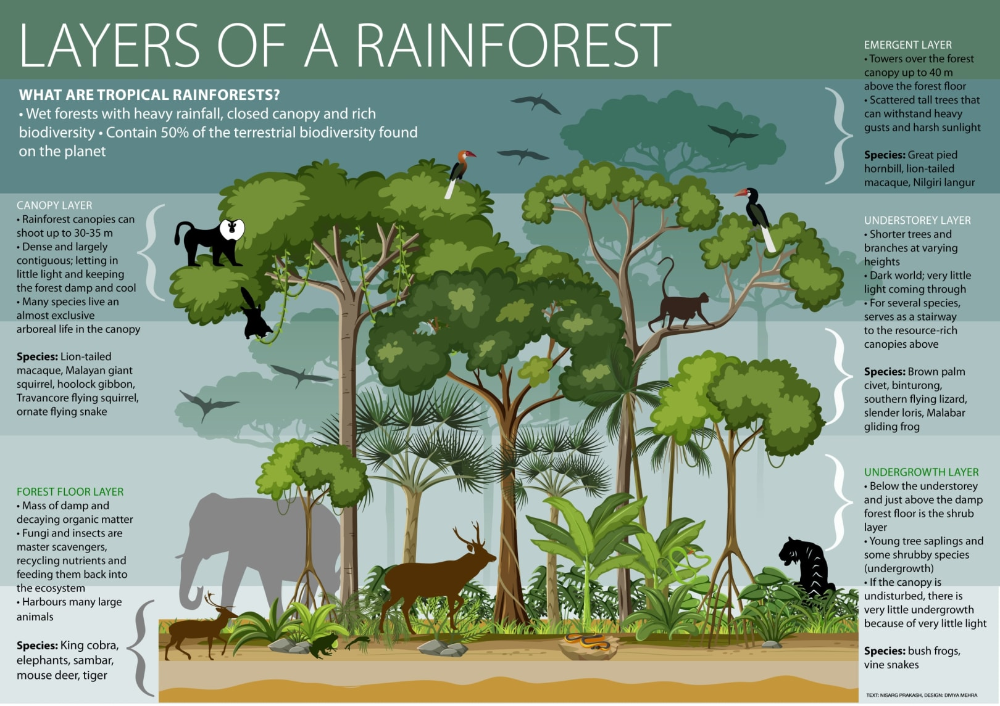 LAYERS OF A RAINFOREST
WHAT ARE TROPICAL RAINFORESTS?
• Wet forests with heavy rainfall, closed canopy and rich
biodiversity • Contain 50% of the terrestrial biodiversity found
on the planet
CANOPY LAYER
• Rainforest canopies can
shoot up to 30-35 m
• Dense and largely
contiguous; letting in
little light and keeping
the forest damp and cool
• Many species live an
almost exclusive
arboreal life in the canopy
Species: Lion-tailed
macaque, Malayan giant
squirrel, hoolock gibbon,
Travancore flying squirrel,
ornate flying snake
FOREST FLOOR LAYER
• Mass of damp and
decaying organic matter
• Fungi and insects are
master scavengers,
recycling nutrients and
feeding them back into
the ecosystem
• Harbours many large
animals
Species: King cobra,
elephants, sambar,
mouse deer, tiger
EMERGENT LAYER
• Towers over the forest
canopy up to 40 m
above the forest floor
• Scattered tall trees that
can withstand heavy
gusts and harsh sunlight
Species: Great pied
hornbill, lion-tailed
macaque, Nilgiri langur
UNDERSTOREY LAYER
• Shorter trees and
branches at varying
heights
• Dark world; very little
light coming through
• For several species,
serves as a stairway
to the resource-rich
canopies above
Species: Brown palm
civet, binturong,
southern flying lizard,
slender loris, Malabar
gliding frog
UNDERGROWTH LAYER
• Below the understorey
and just above the damp
forest floor is the shrub
layer
• Young tree saplings and
some shrubby species
(undergrowth)
• If the canopy is
undisturbed, there is
very little undergrowth
because of very little light
Species: bush frogs,
vine snakes
TEXT: NISARG PRAKASH, DESIGN: DIVIYA MEHRA